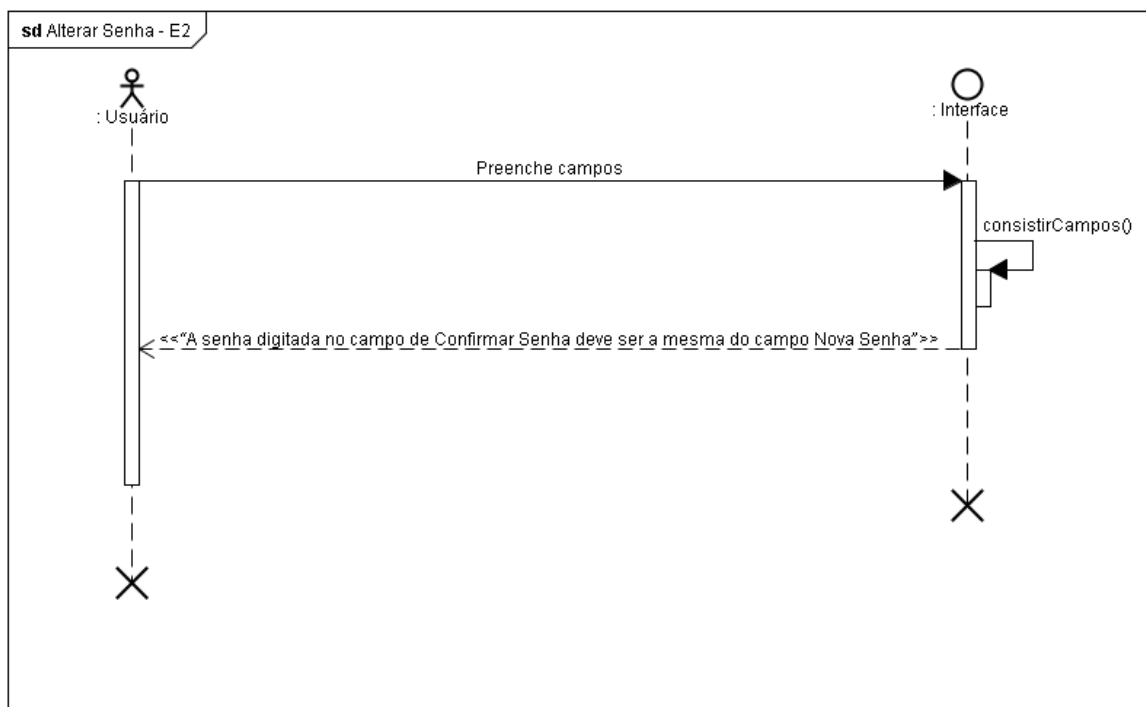 sd Alterar Senha - E2
: Usuário
: Interface
Preenche campos
consistirCampos()
<<“A senha digitada no campo de Confirmar Senha deve ser a mesma do campo Nova Senha”>>